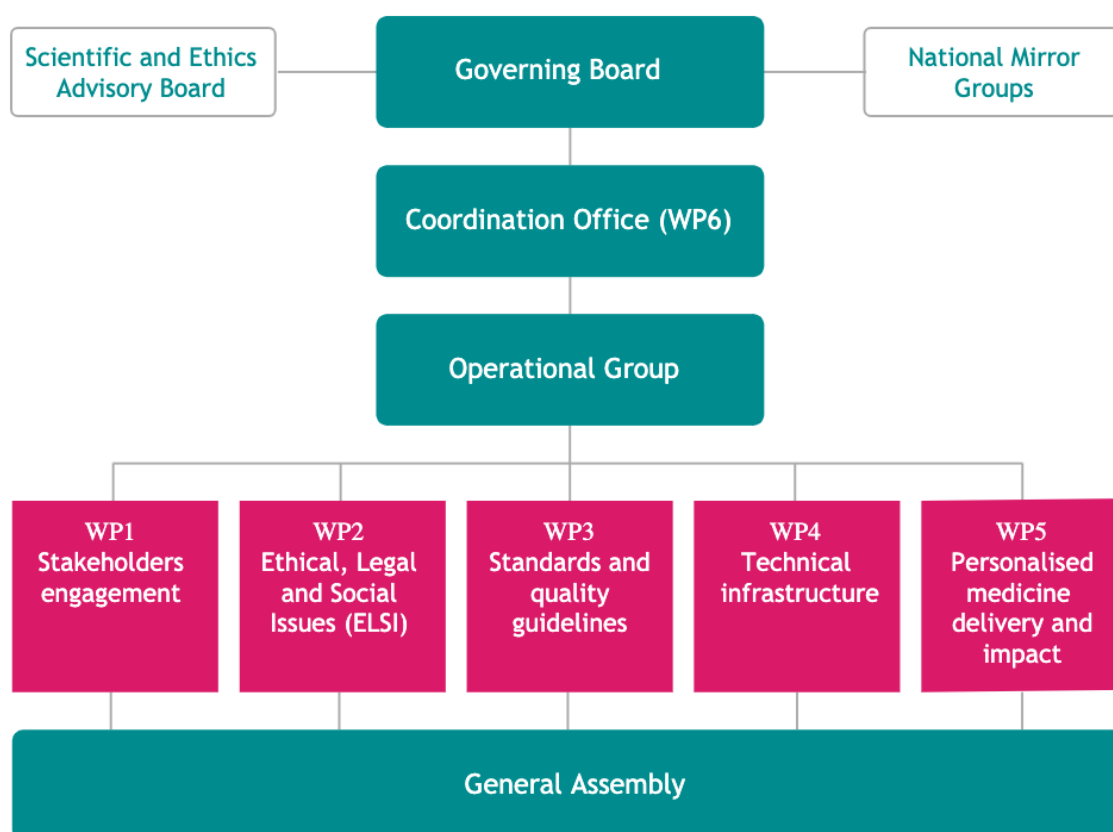 Scientific and Ethics
Advisory Board
Governing Board
National Mirror
Groups
Coordination Office (WP6)
Operational Group
WP1
Stakeholders
engagement
WP2
Ethical, Legal
and Social
Issues (ELSI)
WP3
Standards and
quality
guidelines
WP4
Technical
infrastructure
WP5
Personalised
medicine
delivery and
impact
General Assembly